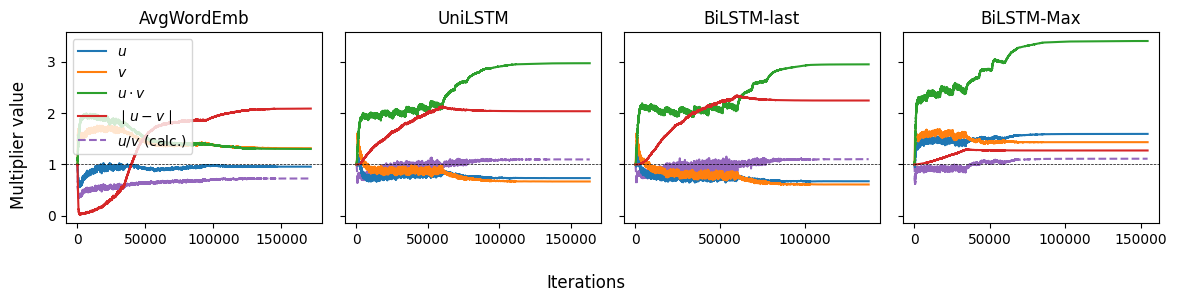 AvgWordEmb
UniLSTM
BiLSTM-last
BiLSTM-Max
Multiplier value
3
2
1
0
u
v
u · v
| u − v |
u/v (calc.)
0 50000 100000 150000
0 50000 100000 150000
0 50000 100000
0 50000 100000 150000
Iterations